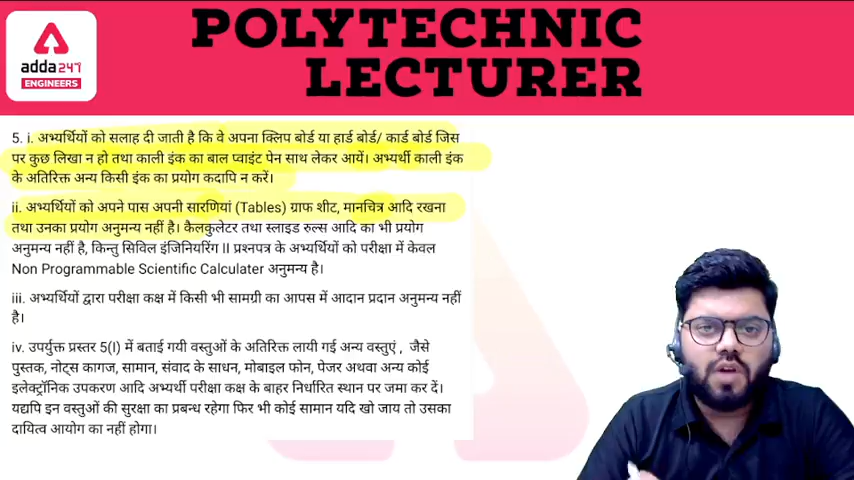 POLYTECHNIC
LECTURER
adda247
ENGINEERS
5. i. अभ्यर्थियों को सलाह दी जाती है कि वे अपना क्लिप बोर्ड या हार्ड बोर्ड/ कार्ड बोर्ड जिस
पर कुछ लिखा न हो तथा काली इंक का बाल प्वाइंट पेन साथ लेकर आयें। अभ्यर्थी काली इंक
के अतिरिक्त अन्य किसी इंक का प्रयोग कदापि न करें।
ii. अभ्यर्थियों को अपने पास अपनी सारणियां (Tables) ग्राफ शीट, मानचित्र आदि रखना
तथा उनका प्रयोग अनुमन्य नहीं है। कैलकुलेटर तथा स्लाइड रुल्स आदि का भी प्रयोग
अनुमन्य नहीं है, किन्तु सिविल इंजिनियरिंग II प्रश्नपत्र के अभ्यर्थियों को परीक्षा में केवल
Non Programmable Scientific Calculater अनुमन्य है।
iii. अभ्यर्थियों द्वारा परीक्षा कक्ष में किसी भी सामग्री का आपस में आदान प्रदान अनुमन्य नहीं
है।
iv. उपर्युक्त प्रस्तर 5(I) में बताई गयी वस्तुओं के अतिरिक्त लायी गई अन्य वस्तुएं , जैसे
पुस्तक, नोट्स कागज, सामान, संवाद के साधन, मोबाइल फोन, पेजर अथवा अन्य कोई
इलेक्ट्रॉनिक उपकरण आदि अभ्यर्थी परीक्षा कक्ष के बाहर निर्धारित स्थान पर जमा कर दें।
यद्यपि इन वस्तुओं की सुरक्षा का प्रबन्ध रहेगा फिर भी कोई सामान यदि खो जाय तो उसका
दायित्व आयोग का नहीं होगा।